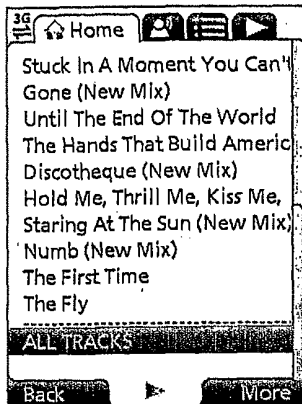 3G
Home
Stuck In A Moment You Can't
Gone (New Mix)
Until The End Of The World
The Hands That Build Americ
Discotheque (New Mix)
Hold Me, Thrill Me, Kiss Me,
Staring At The Sun (New Mix)
Numb (New Mix)
The First Time
The Fly
ALL TRACKS
Back
More